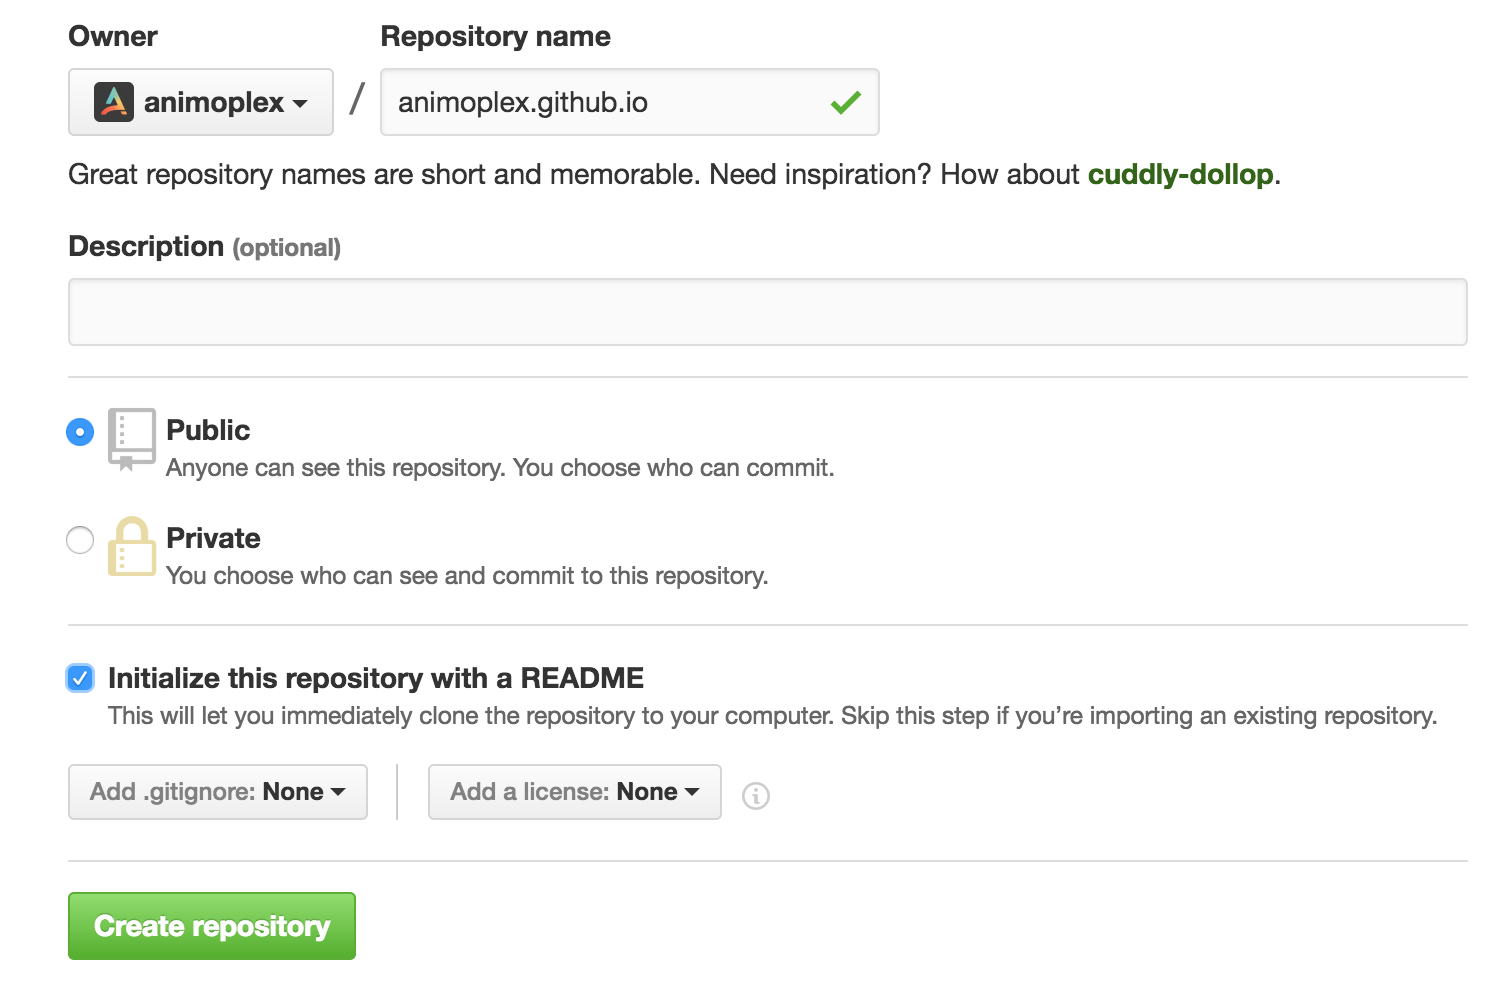 Owner Repository name
animoplex / animoplex.github.io
Great repository names are short and memorable. Need inspiration? How about cuddly-dollop.
Description (optional)
Public
Anyone can see this repository. You choose who can commit.
Private
You choose who can see and commit to this repository.
Initialize this repository with a README
This will let you immediately clone the repository to your computer. Skip this step if you’re importing an existing repository.
Add .gitignore: None Add a license: None
Create repository